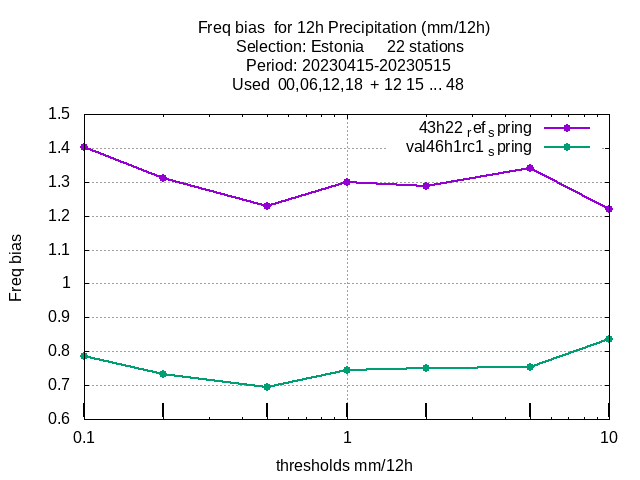 Freq bias  for 12h Precipitation (mm/12h)
Selection: Estonia     22 stations
Period: 20230415-20230515
Used  00,06,12,18  + 12 15 ... 48
43h22 ref spring
val46h1rc1 spring
1.5
1.4
1.3
1.2
1.1
1
0.9
0.8
0.7
0.6
Freq bias
0.1 1 10
thresholds mm/12h